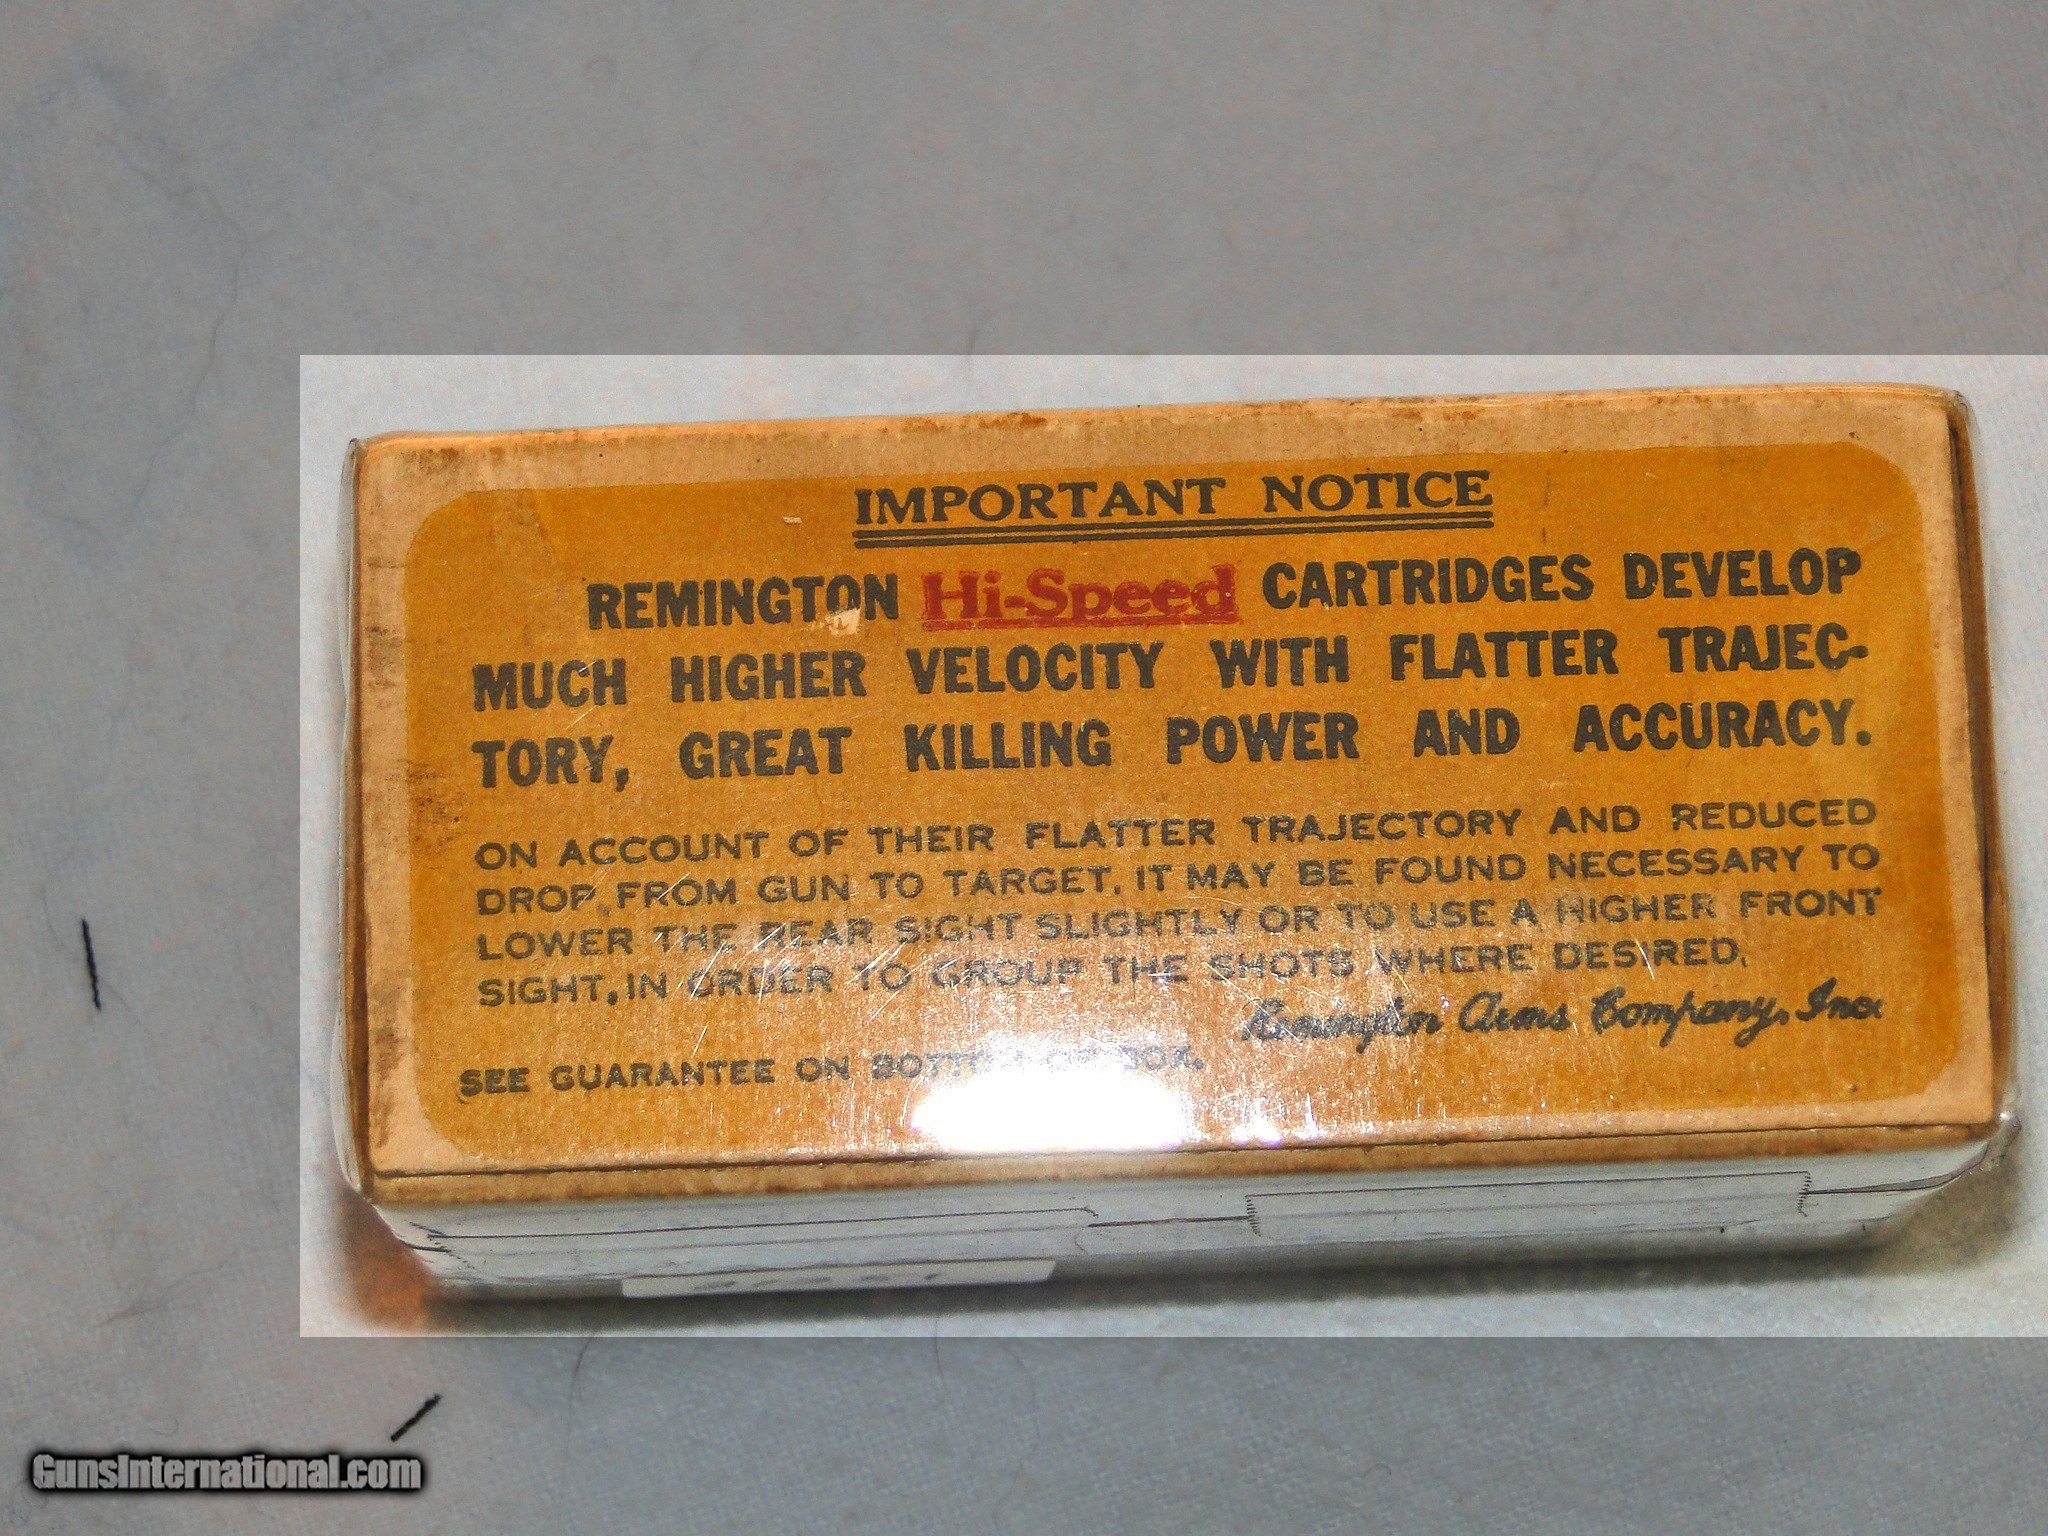 IMPORTANT NOTICE
REMINGTON Hi-Speed CARTRIDGES DEVELOP
MUCH HIGHER VELOCITY WITH FLATTER TRAJEC-
TORY, GREAT KILLING POWER AND ACCURACY.
ON ACCOUNT OF THEIR FLATTER TRAJECTORY AND REDUCED
DROP FROM GUN TO TARGET, IT MAY BE FOUND NECESSARY TO
LOWER THE REAR SIGHT SLIGHTLY OR TO USE A HIGHER FRONT
SIGHT, IN ORDER TO GROUP THE SHOTS WHERE DESIRED.
Remington Arms Company, Inc.
SEE GUARANTEE ON BOTTOM OF BOX.
GunsInternational.com